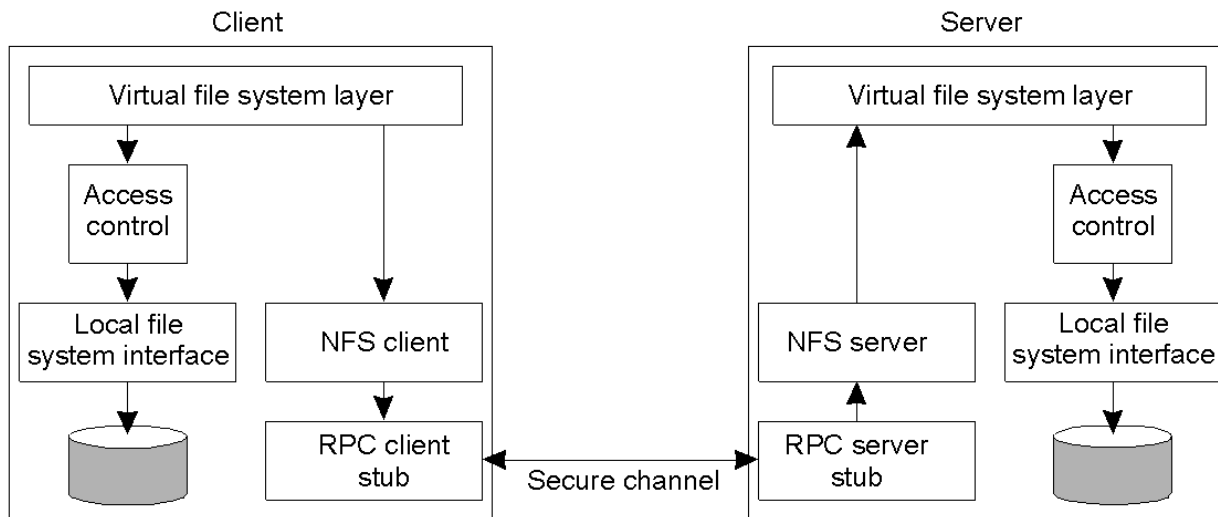 Client
Server
Virtual file system layer
Virtual file system layer
Access
control
Access
control
Local file
system interface
NFS client
NFS server
Local file
system interface
RPC client
stub
Secure channel
RPC server
stub